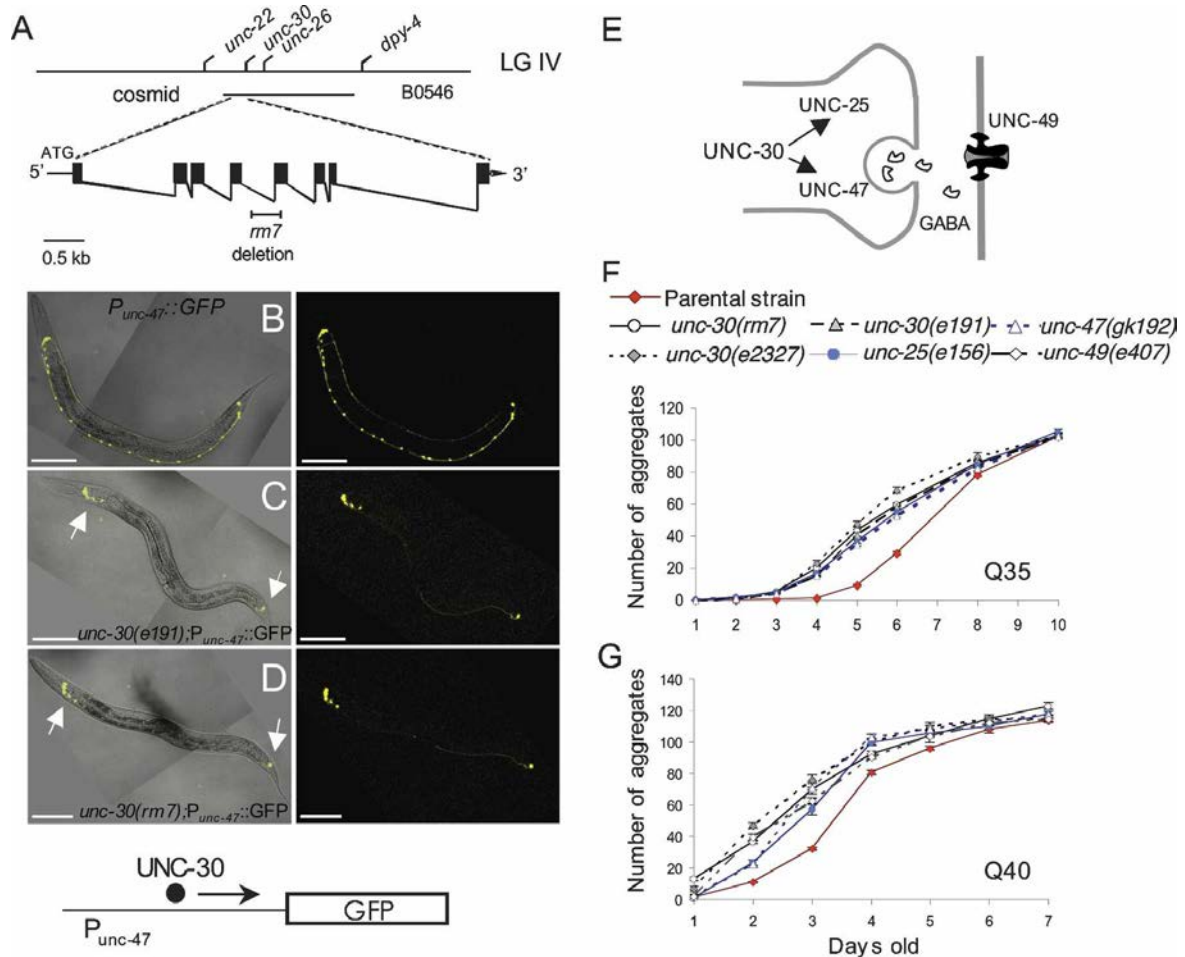 A
unc-22
unc-30
unc-26
dpy-4
LG IV
cosmid
B0546
ATG
5’
3’
rm7
deletion
0.5 kb
Punc-47::GFP
B
C
unc-30(e191);Punc-47::GFP
D
unc-30(rm7);Punc-47::GFP
UNC-30
Punc-47
GFP
E
UNC-25
UNC-30
UNC-47
UNC-49
GABA
F
Parental strain
unc-30(rm7) unc-30(e191) unc-47(gk192)
unc-30(e2327) unc-25(e156) unc-49(e407)
Number of aggregates
120
100
80
60
40
20
0
1 2 3 4 5 6 7 8 9 10
Q35
G
Number of aggregates
140
120
100
80
60
40
20
0
1 2 3 4 5 6 7
Q40
Days old